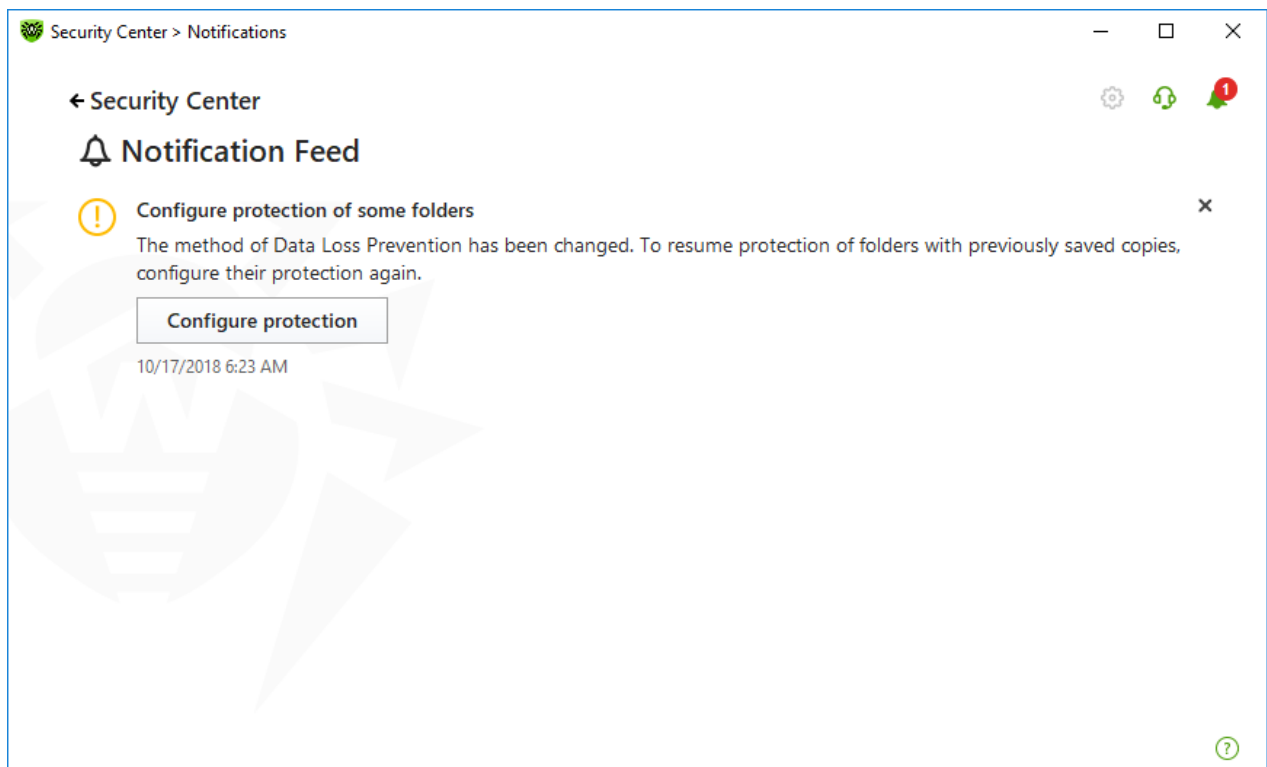 Security Center > Notifications
Security Center
1
Notification Feed
Configure protection of some folders
The method of Data Loss Prevention has been changed. To resume protection of folders with previously saved copies,
configure their protection again.
Configure protection
10/17/2018 6:23 AM
?